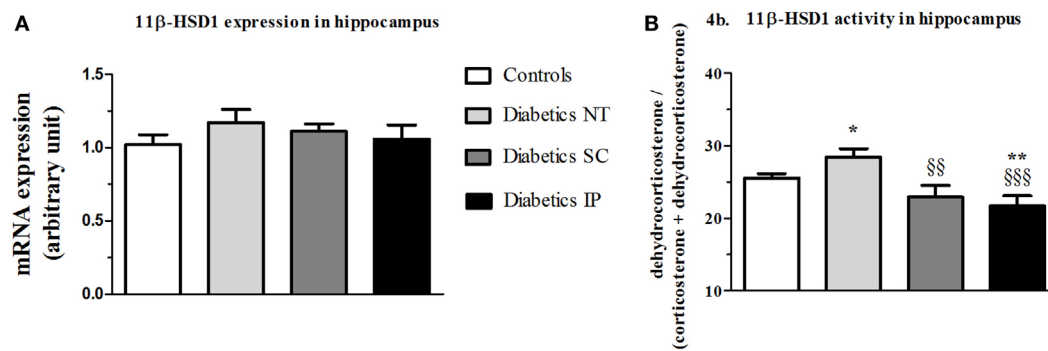 A
11β-HSD1 expression in hippocampus
mRNA expression
(arbitrary unit)
1.5
1.0
0.5
0.0
Controls
Diabetics NT
Diabetics SC
Diabetics IP
B
4b. 11β-HSD1 activity in hippocampus
dehydrocorticosterone /
(corticosterone + dehydrocorticosterone)
40
30
20
10
*
§§
**
§§§